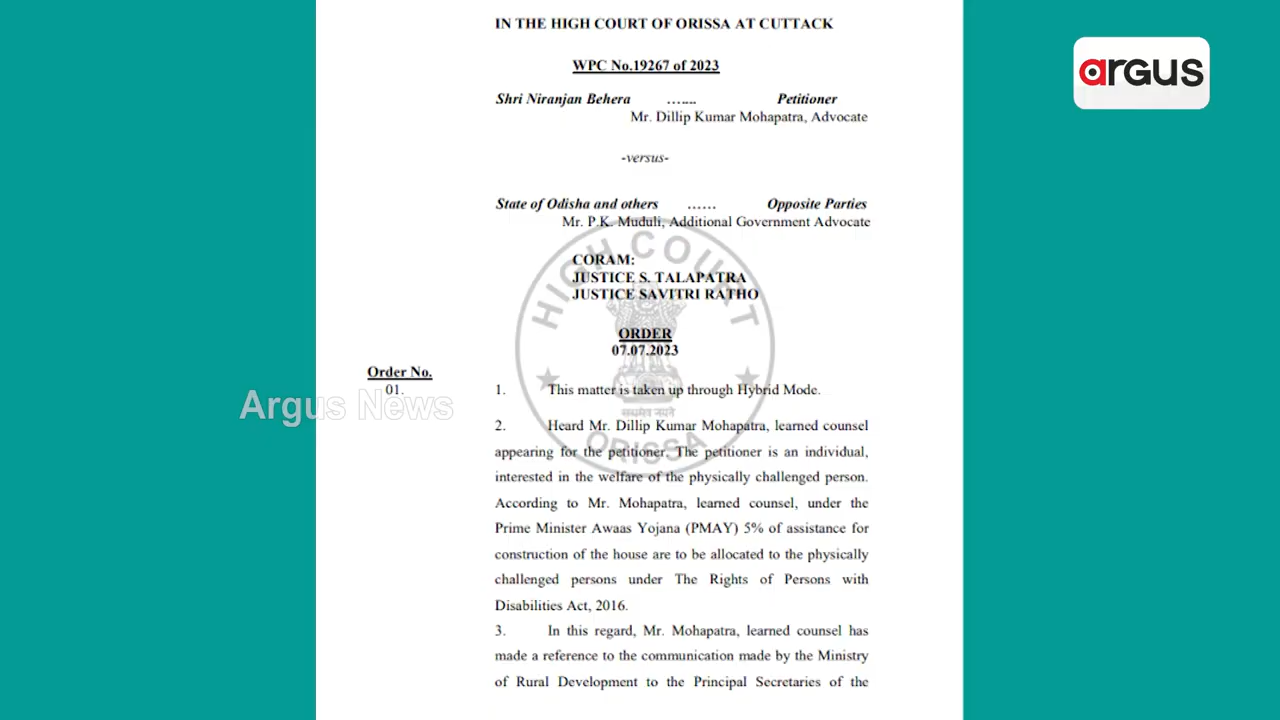 IN THE HIGH COURT OF ORISSA AT CUTTACK
argus
WPC No.19267 of 2023
Shri Niranjan Behera ....... Petitioner
Mr. Dillip Kumar Mohapatra, Advocate
-versus-
State of Odisha and others ...... Opposite Parties
Mr. P.K. Muduli, Additional Government Advocate
HIGH COURT
CORAM:
JUSTICE S. TALAPATRA
JUSTICE SAVITRI RATHO
ORDER
07.07.2023
Order No.
01.
1. This matter is taken up through Hybrid Mode.
Argus News
सत्यमेव जयते
ORISSA
2. Heard Mr. Dillip Kumar Mohapatra, learned counsel
appearing for the petitioner. The petitioner is an individual,
interested in the welfare of the physically challenged person.
According to Mr. Mohapatra, learned counsel, under the
Prime Minister Awaas Yojana (PMAY) 5% of assistance for
construction of the house are to be allocated to the physically
challenged persons under The Rights of Persons with
Disabilities Act, 2016.
3. In this regard, Mr. Mohapatra, learned counsel has
made a reference to the communication made by the Ministry
of Rural Development to the Principal Secretaries of the